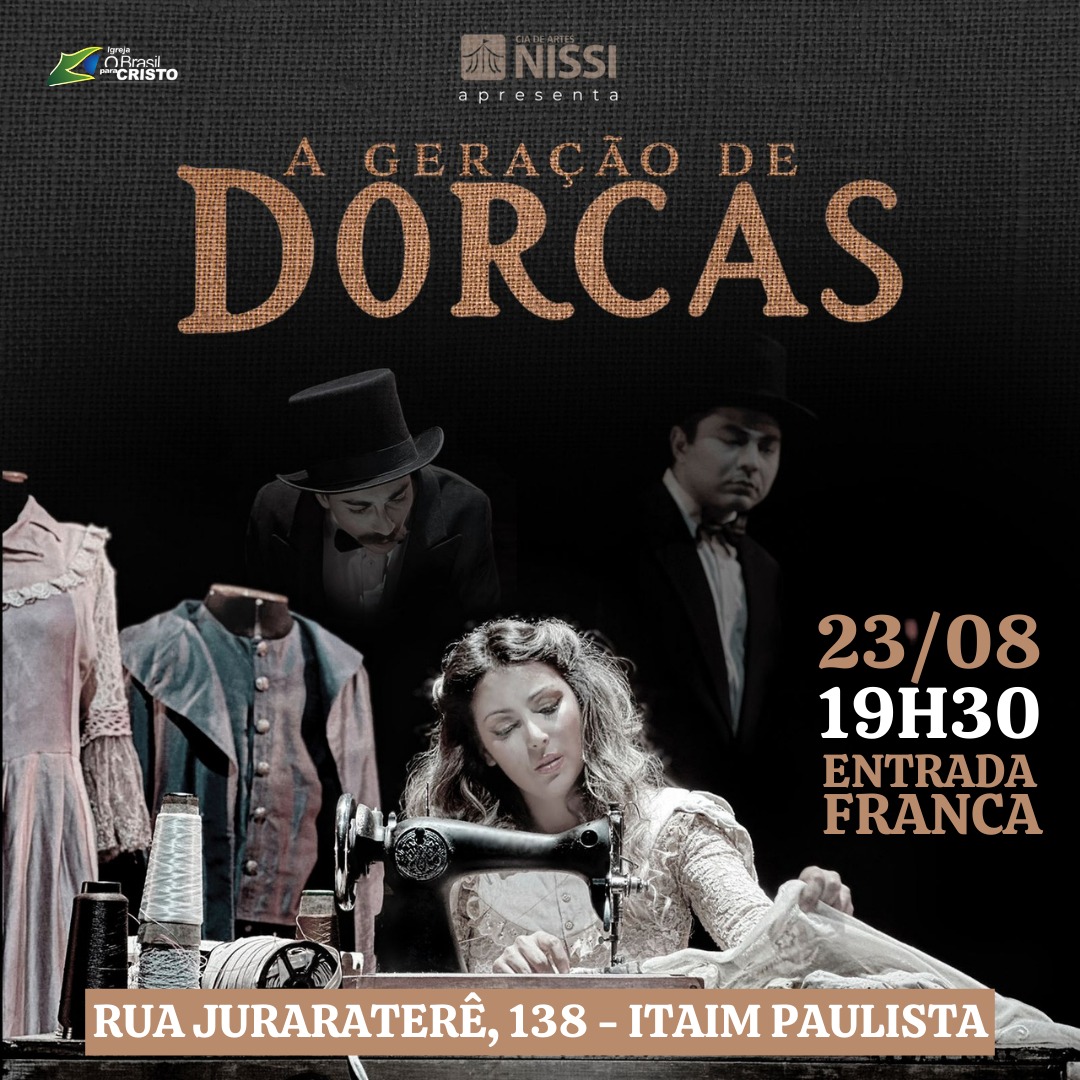 Igreja
O Brasil
para CRISTO
CIA DE ARTES
NISSI
apresenta
A GERAÇÃO DE
DORCAS
23/08
19H30
ENTRADA
FRANCA
RUA JURARATERÊ, 138 - ITAIM PAULISTA